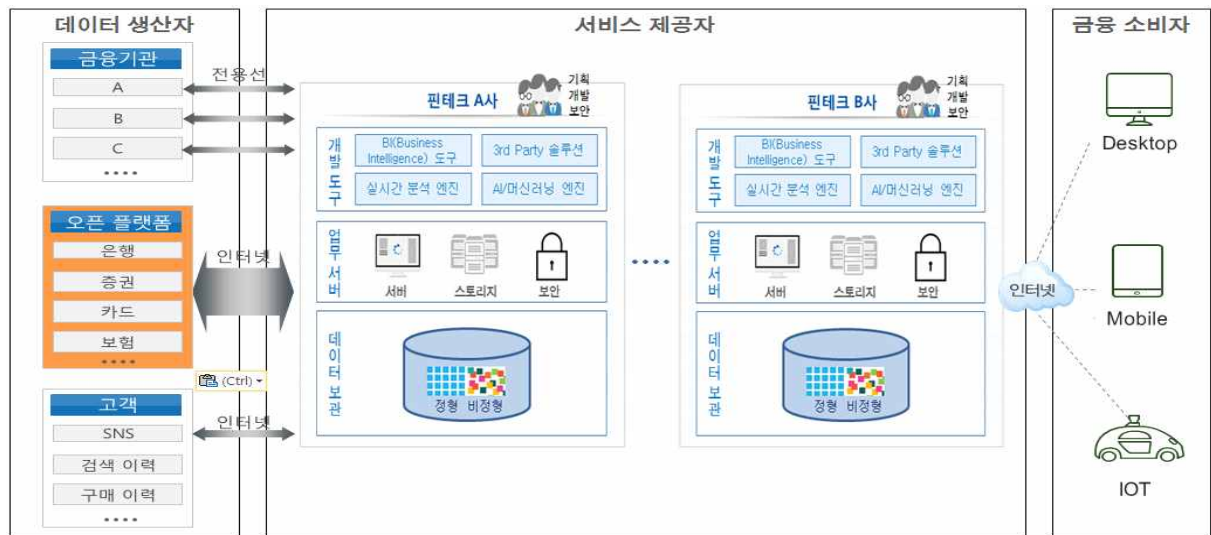 데이터 생산자
서비스 제공자
금융 소비자
금융기관
A
B
C
전용선
오픈 플랫폼
은행
증권
카드
보험
인터넷
(Ctrl)
고객
SNS
검색 이력
구매 이력
인터넷
핀테크 A사
기획
개발
보안
개발 도구
BI(Business
Intelligence) 도구
3rd Party 솔루션
실시간 분석 엔진
AI/머신러닝 엔진
업무 서버
서버
스토리지
보안
데이터 보관
정형 비정형
핀테크 B사
기획
개발
보안
개발 도구
BI(Business
Intelligence) 도구
3rd Party 솔루션
실시간 분석 엔진
AI/머신러닝 엔진
업무 서버
서버
스토리지
보안
데이터 보관
정형 비정형
인터넷
Desktop
Mobile
IOT